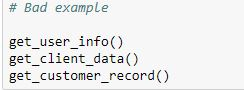 # Bad example
get_user_info()
get_client_data()
get_customer_record()